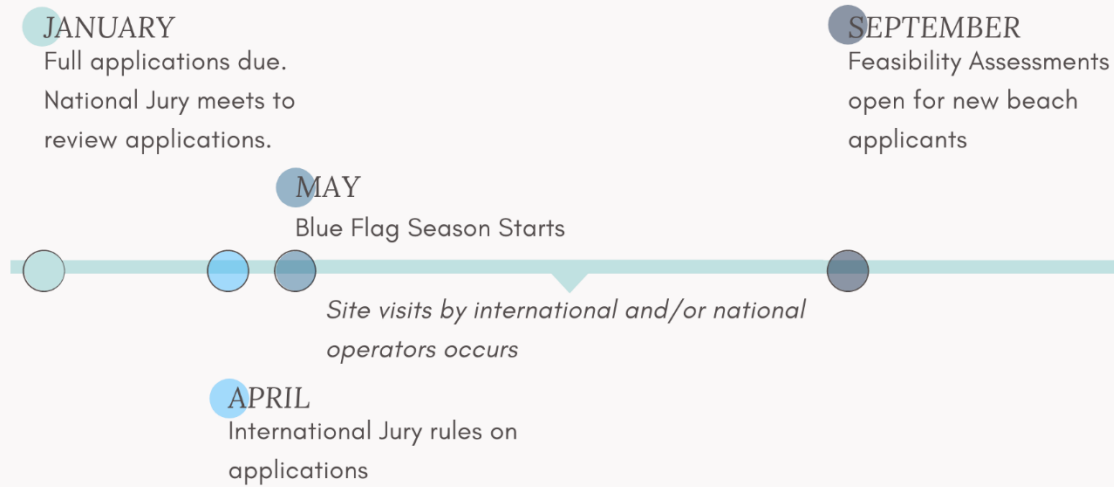 JANUARY
Full applications due.
National Jury meets to
review applications.
MAY
Blue Flag Season Starts
SEPTEMBER
Feasibility Assessments
open for new beach
applicants
Site visits by international and/or national
operators occurs
APRIL
International Jury rules on
applications